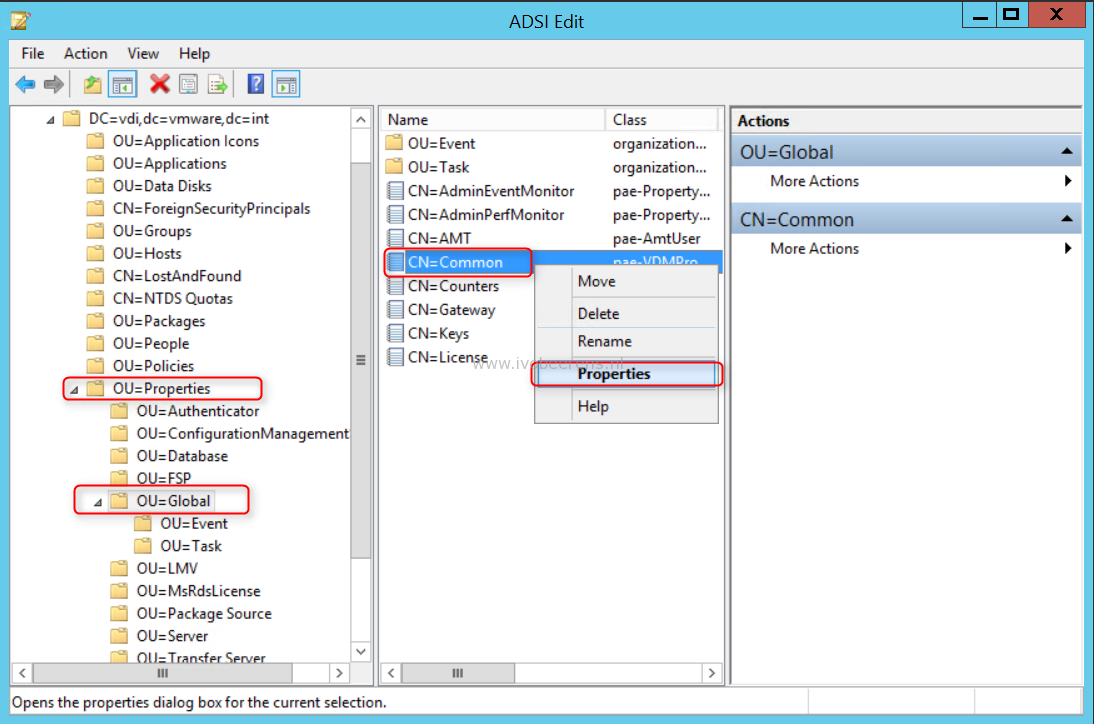 ADSI Edit
File Action View Help
DC=vdi,dc=vmware,dc=int
OU=Application Icons
OU=Applications
OU=Data Disks
CN=ForeignSecurityPrincipals
OU=Groups
OU=Hosts
CN=LostAndFound
CN=NTDS Quotas
OU=Packages
OU=People
OU=Policies
OU=Properties
OU=Authenticator
OU=ConfigurationManagement
OU=Database
OU=FSP
OU=Global
OU=Event
OU=Task
OU=LMV
OU=MsRdsLicense
OU=Package Source
OU=Server
OU=Transfer Server
Name Class
OU=Event organization...
OU=Task organization...
CN=AdminEventMonitor pae-Property...
CN=AdminPerfMonitor pae-Property...
CN=AMT pae-AmtUser
CN=Common pae-VDMPro...
CN=Counters
CN=Gateway
CN=Keys
CN=License
Move
Delete
Rename
Properties
Help
Actions
OU=Global
More Actions
CN=Common
More Actions
Opens the properties dialog box for the current selection.